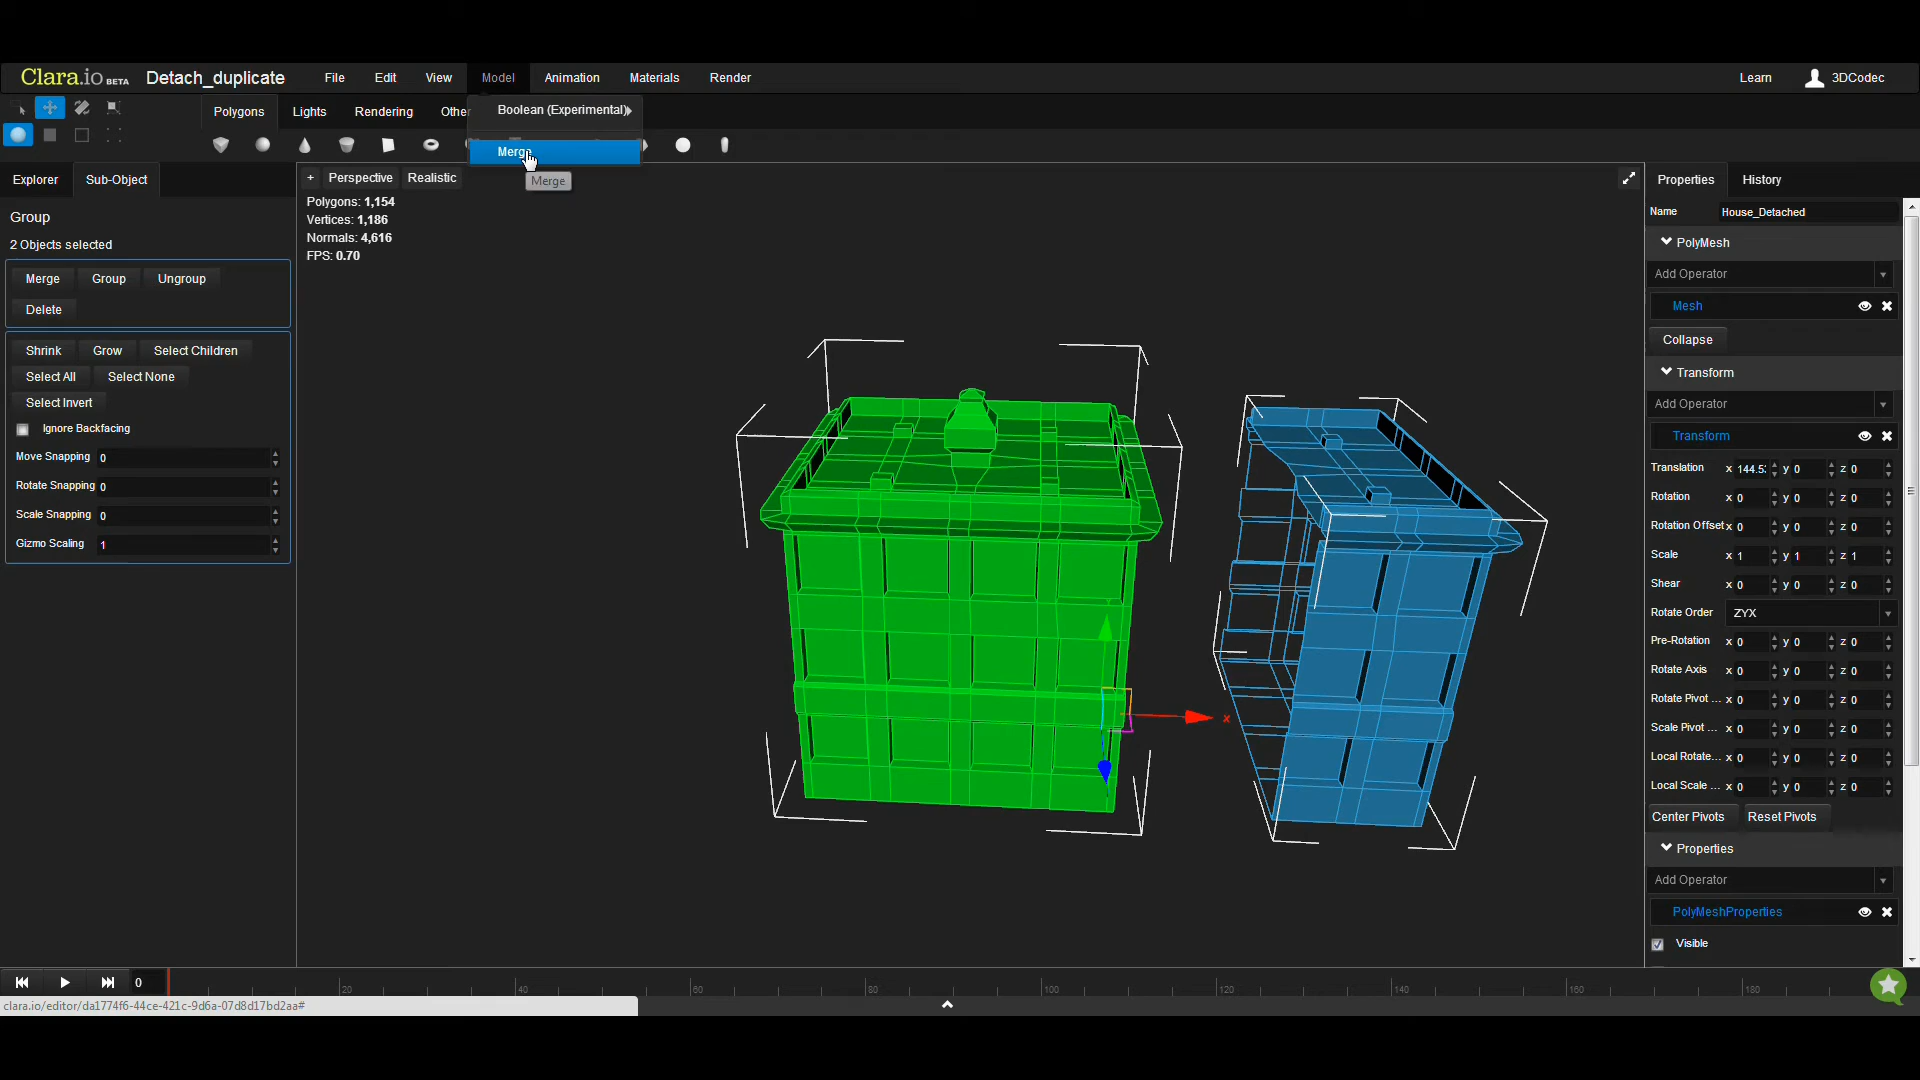 Clara.io BETA Detach_duplicate File Edit View Model Animation Materials Render Learn 3DCodec
Polygons Lights Rendering Other Boolean (Experimental)
Merge
Merge
Explorer Sub-Object
+ Perspective Realistic
Properties History
Group
2 Objects selected
Merge Group Ungroup
Delete
Shrink Grow Select Children
Select All Select None
Select Invert
Ignore Backfacing
Move Snapping 0
Rotate Snapping 0
Scale Snapping 0
Gizmo Scaling 1
Polygons: 1,154
Vertices: 1,186
Normals: 4,616
FPS: 0.70
x
Name House_Detached
PolyMesh
Add Operator
Mesh
Collapse
Transform
Add Operator
Transform
Translation x 144.5 y 0 z 0
Rotation x 0 y 0 z 0
Rotation Offset x 0 y 0 z 0
Scale x 1 y 1 z 1
Shear x 0 y 0 z 0
Rotate Order ZYX
Pre-Rotation x 0 y 0 z 0
Rotate Axis x 0 y 0 z 0
Rotate Pivot ... x 0 y 0 z 0
Scale Pivot ... x 0 y 0 z 0
Local Rotate... x 0 y 0 z 0
Local Scale ... x 0 y 0 z 0
Center Pivots Reset Pivots
Properties
Add Operator
PolyMeshProperties
Visible
0 20 40 60 80 100 120 140 160 180
clara.io/editor/da1774f6-44ce-421c-9d6a-07d8d17bd2aa#